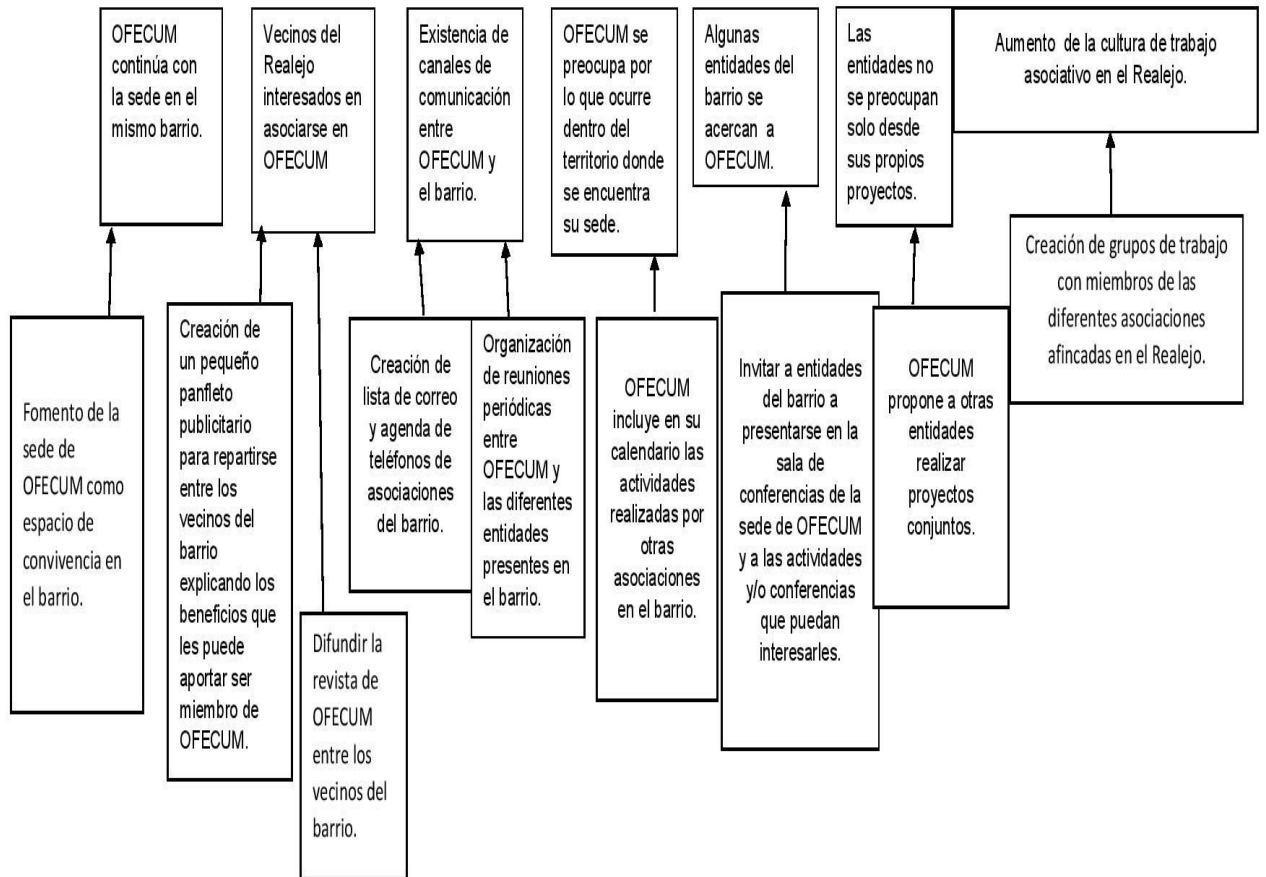 OFECUM
continúa con
la sede en el
mismo barrio.
Vecinos del
Realejo
interesados en
asociarse en
OFECUM
Existencia de
canales de
comunicación
entre
OFECUM y
el barrio.
OFECUM se
preocupa por
lo que ocurre
dentro del
territorio donde
se encuentra
su sede.
Algunas
entidades del
barrio se
acercan a
OFECUM.
Las
entidades no
se preocupan
solo desde
sus propios
proyectos.
Aumento de la cultura de trabajo
asociativo en el Realejo.
Fomento de la
sede de
OFECUM como
espacio de
convivencia en
el barrio.
Creación de
un pequeño
panfleto
publicitario
para repartirse
entre los
vecinos del
barrio
explicando los
beneficios que
les puede
aportar ser
miembro de
OFECUM.
Difundir la
revista de
OFECUM
entre los
vecinos del
barrio.
Creación de
lista de correo
y agenda de
teléfonos de
asociaciones
del barrio.
Organización
de reuniones
periódicas
entre
OFECUM y
las diferentes
entidades
presentes en
el barrio.
OFECUM
incluye en su
calendario las
actividades
realizadas por
otras
asociaciones
en el barrio.
Invitar a entidades
del barrio a
presentarse en la
sala de
conferencias de la
sede de OFECUM
y a las actividades
y/o conferencias
que puedan
interesarles.
OFECUM
propone a otras
entidades
realizar
proyectos
conjuntos.
Creación de grupos de trabajo
con miembros de las
diferentes asociaciones
afincadas en el Realejo.